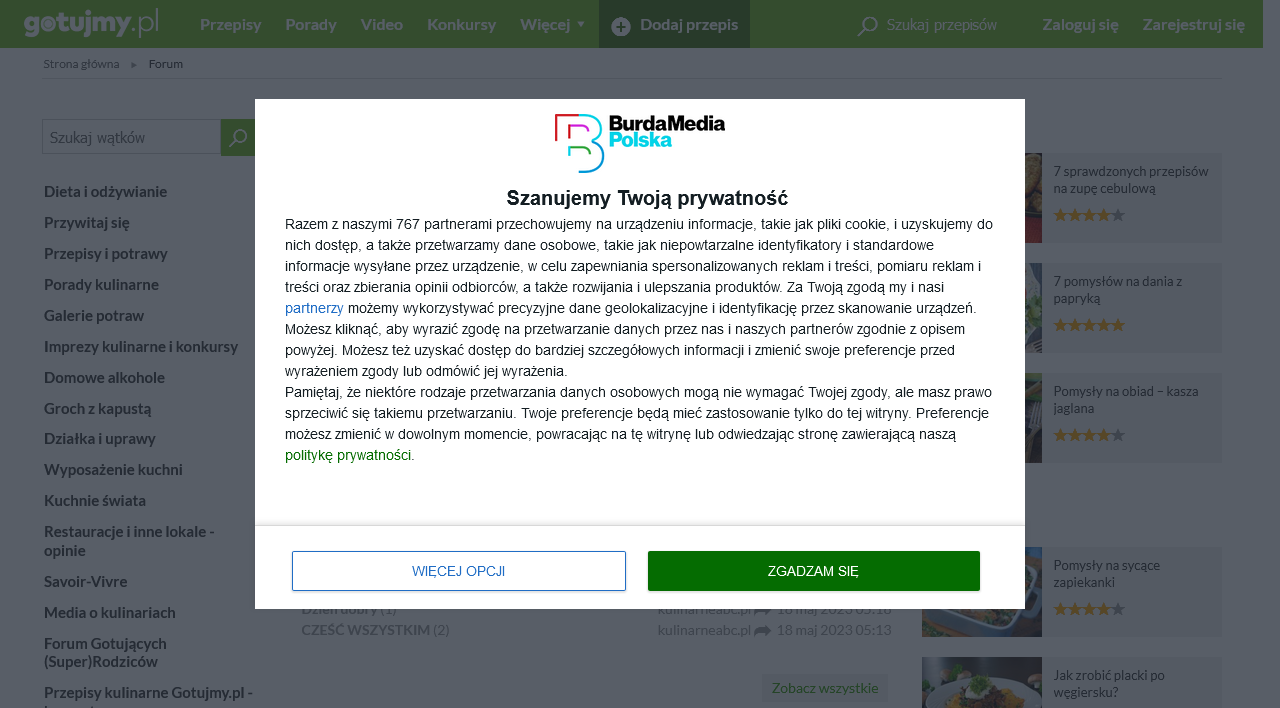 gotujmy.pl
Przepisy Porady Video Konkursy Więcej Dodaj przepis Szukaj przepisów Zaloguj się Zarejestruj się
Strona główna Forum
Szukaj wątków
Dieta i odżywianie
Przywitaj się
Przepisy i potrawy
Porady kulinarne
Galerie potraw
Imprezy kulinarne i konkursy
Domowe alkohole
Groch z kapustą
Działka i uprawy
Wyposażenie kuchni
Kuchnie świata
Restauracje i inne lokale -
opinie
Savoir-Vivre
Media o kulinariach
Forum Gotujących
(Super)Rodziców
Przepisy kulinarne Gotujmy.pl -
BurdaMedia
Polska
Szanujemy Twoją prywatność
Razem z naszymi 767 partnerami przechowujemy na urządzeniu informacje, takie jak pliki cookie, i uzyskujemy do
nich dostęp, a także przetwarzamy dane osobowe, takie jak niepowtarzalne identyfikatory i standardowe
informacje wysyłane przez urządzenie, w celu zapewniania spersonalizowanych reklam i treści, pomiaru reklam i
treści oraz zbierania opinii odbiorców, a także rozwijania i ulepszania produktów. Za Twoją zgodą my i nasi
partnerzy możemy wykorzystywać precyzyjne dane geolokalizacyjne i identyfikację przez skanowanie urządzeń.
Możesz kliknąć, aby wyrazić zgodę na przetwarzanie danych przez nas i naszych partnerów zgodnie z opisem
powyżej. Możesz też uzyskać dostęp do bardziej szczegółowych informacji i zmienić swoje preferencje przed
wyrażeniem zgody lub odmówić jej wyrażenia.
Pamiętaj, że niektóre rodzaje przetwarzania danych osobowych mogą nie wymagać Twojej zgody, ale masz prawo
sprzeciwić się takiemu przetwarzaniu. Twoje preferencje będą mieć zastosowanie tylko do tej witryny. Preferencje
możesz zmienić w dowolnym momencie, powracając na tę witrynę lub odwiedzając stronę zawierającą naszą
politykę prywatności.
WIĘCEJ OPCJI ZGADZAM SIĘ
Dzień dobry (1) kulinarneabc.pl 18 maj 2023 05:18
CZEŚĆ WSZYSTKIM (2) kulinarneabc.pl 18 maj 2023 05:13
Zobacz wszystkie
7 sprawdzonych przepisów
na zupę cebulową
7 pomysłów na dania z
papryką
Pomysły na obiad – kasza
jaglana
Pomysły na sycące
zapiekanki
Jak zrobić placki po
węgiersku?